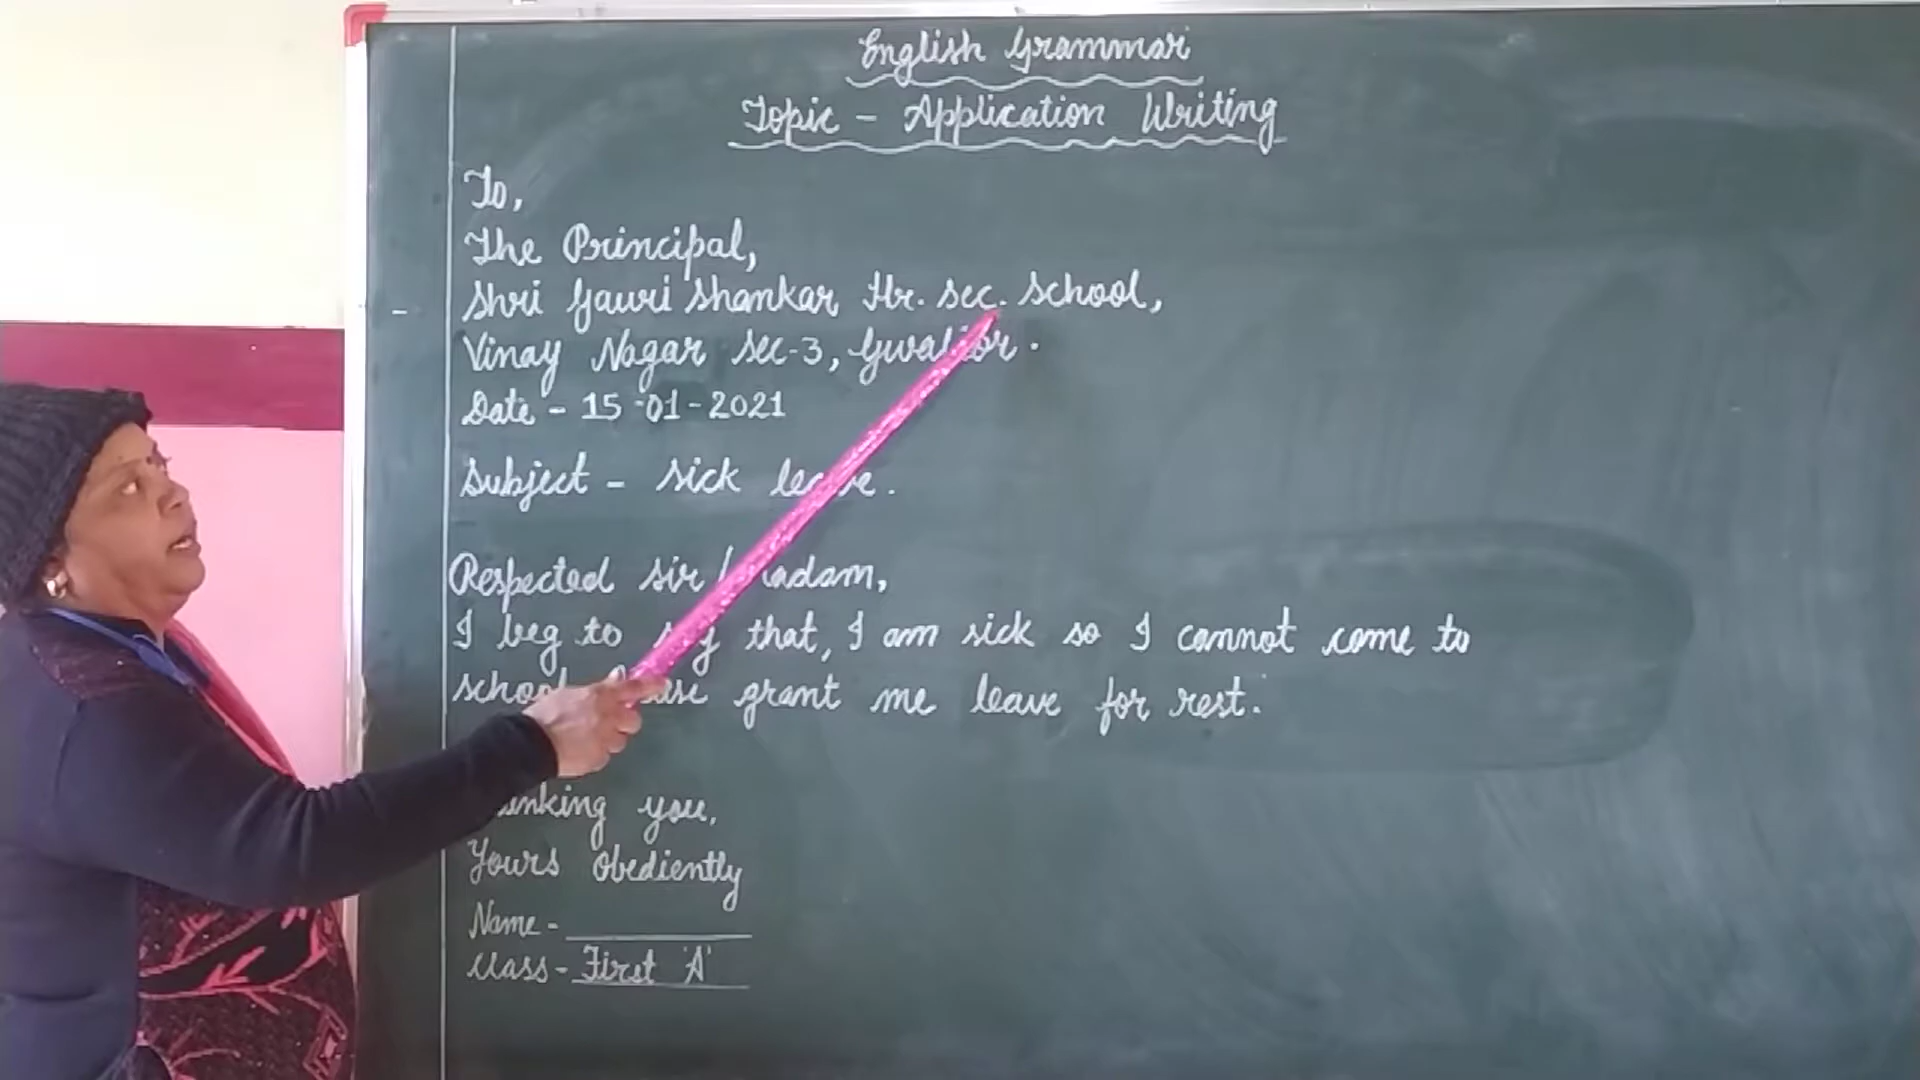 English Grammar
Topic - Application Writing
To,
The Principal,
Shri Gauri Shankar Hr. Sec. School,
Vinay Nagar Sec-3, Gwalior.
Date - 15-01-2021
Subject - Sick leave.
Respected Sir /
I beg to that, I am sick so I cannot come to
grant me leave for rest.
you,
Yours Obediently
Name-
Class- First 'A'